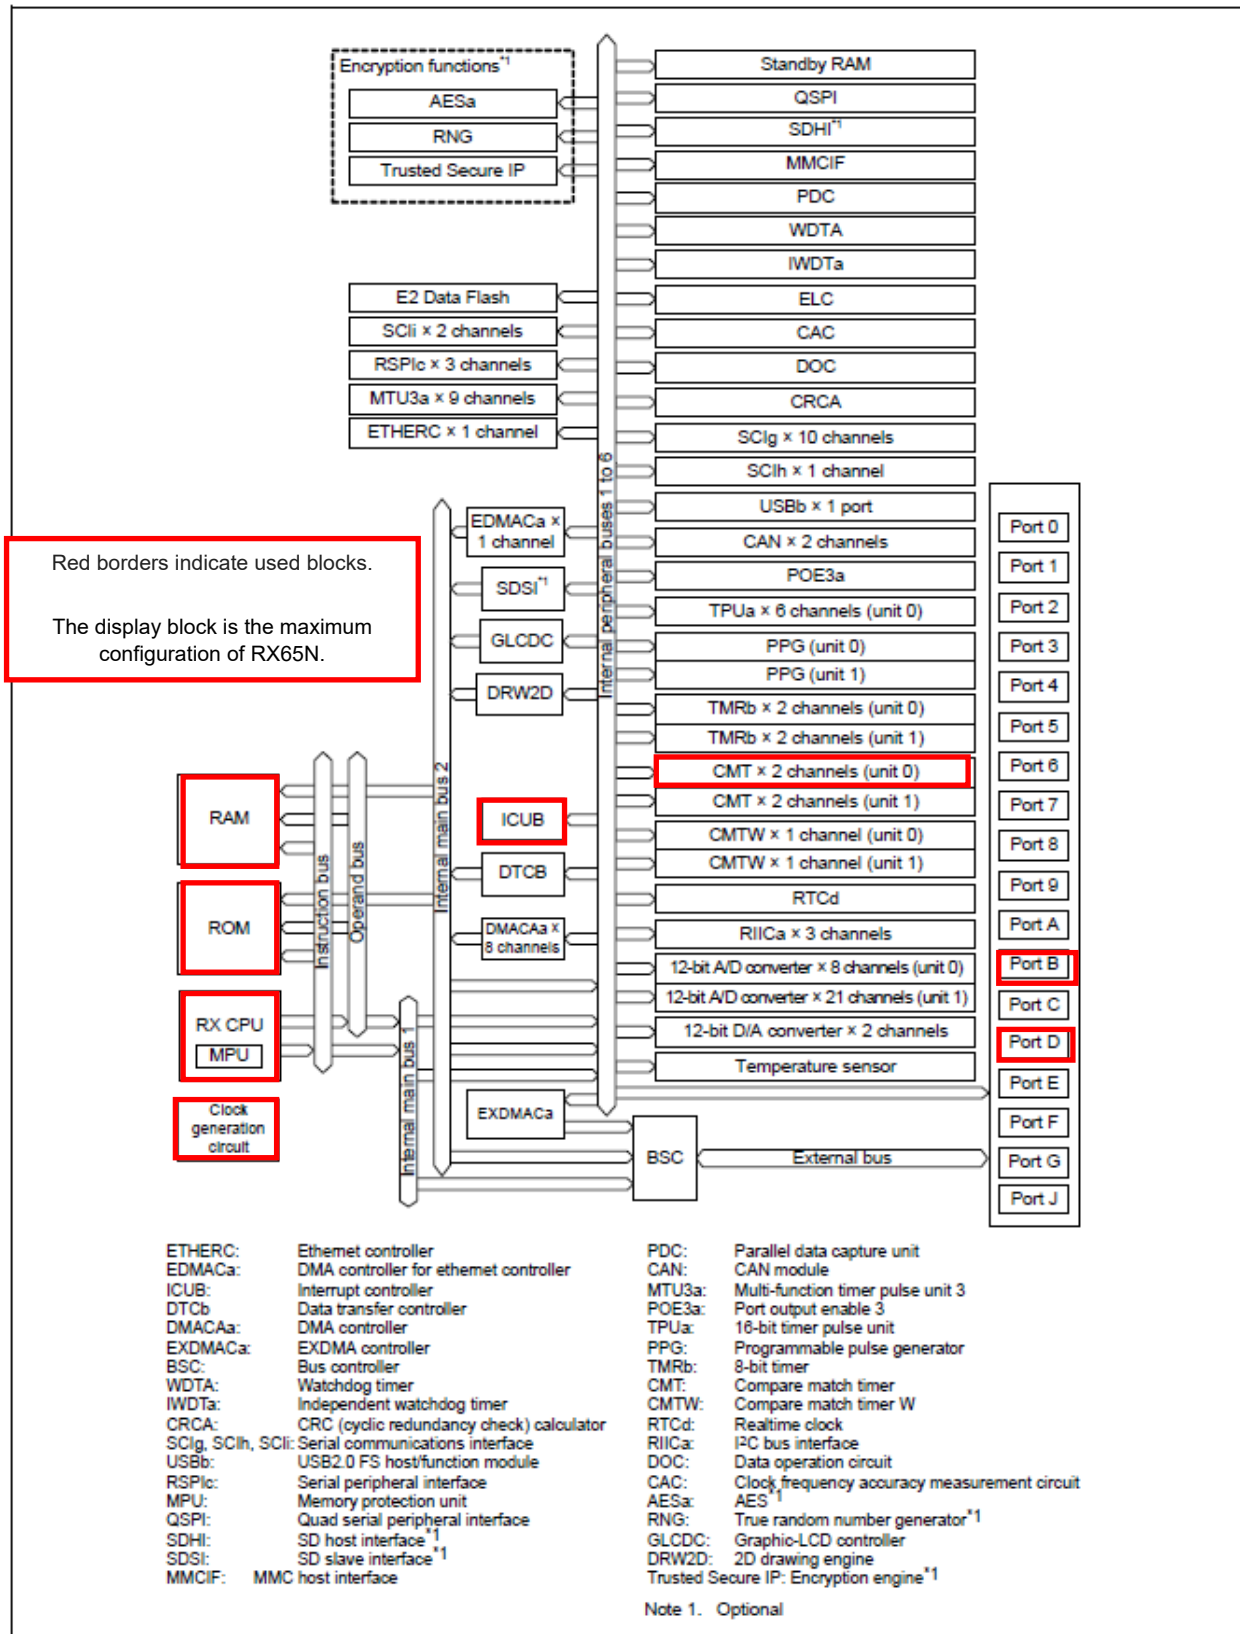 Encryption functions*1
AESa
RNG
Trusted Secure IP
E2 Data Flash
SCIi × 2 channels
RSPIc × 3 channels
MTU3a × 9 channels
ETHERC × 1 channel
Standby RAM
QSPI
SDHI*1
MMCIF
PDC
WDTA
IWDTa
ELC
CAC
DOC
CRCA
SCIg × 10 channels
SCIh × 1 channel
USBb × 1 port
CAN × 2 channels
POE3a
TPUa × 6 channels (unit 0)
PPG (unit 0)
PPG (unit 1)
TMRb × 2 channels (unit 0)
TMRb × 2 channels (unit 1)
CMT × 2 channels (unit 0)
CMT × 2 channels (unit 1)
CMTW × 1 channel (unit 0)
CMTW × 1 channel (unit 1)
RTCd
RIICa × 3 channels
12-bit A/D converter × 8 channels (unit 0)
12-bit A/D converter × 21 channels (unit 1)
12-bit D/A converter × 2 channels
Temperature sensor
Internal peripheral buses 1 to 6
EDMACa ×
1 channel
SDSI*1
GLCDC
DRW2D
ICUB
DTCB
DMACAa ×
8 channels
EXDMACa
BSC
External bus
Internal main bus 2
Internal main bus 1
Instruction bus
Operand bus
Red borders indicate used blocks.
The display block is the maximum
configuration of RX65N.
RAM
ROM
RX CPU
MPU
Clock
generation
circuit
Port 0
Port 1
Port 2
Port 3
Port 4
Port 5
Port 6
Port 7
Port 8
Port 9
Port A
Port B
Port C
Port D
Port E
Port F
Port G
Port J
ETHERC: Ethernet controller
EDMACa: DMA controller for ethernet controller
ICUB: Interrupt controller
DTCb Data transfer controller
DMACAa: DMA controller
EXDMACa: EXDMA controller
BSC: Bus controller
WDTA: Watchdog timer
IWDTa: Independent watchdog timer
CRCA: CRC (cyclic redundancy check) calculator
SCIg, SCIh, SCIi: Serial communications interface
USBb: USB2.0 FS host/function module
RSPIc: Serial peripheral interface
MPU: Memory protection unit
QSPI: Quad serial peripheral interface
SDHI: SD host interface*1
SDSI: SD slave interface*1
MMCIF: MMC host interface
PDC: Parallel data capture unit
CAN: CAN module
MTU3a: Multi-function timer pulse unit 3
POE3a: Port output enable 3
TPUa: 16-bit timer pulse unit
PPG: Programmable pulse generator
TMRb: 8-bit timer
CMT: Compare match timer
CMTW: Compare match timer W
RTCd: Realtime clock
RIICa: I²C bus interface
DOC: Data operation circuit
CAC: Clock frequency accuracy measurement circuit
AESa: AES*1
RNG: True random number generator*1
GLCDC: Graphic-LCD controller
DRW2D: 2D drawing engine
Trusted Secure IP: Encryption engine*1
Note 1. Optional